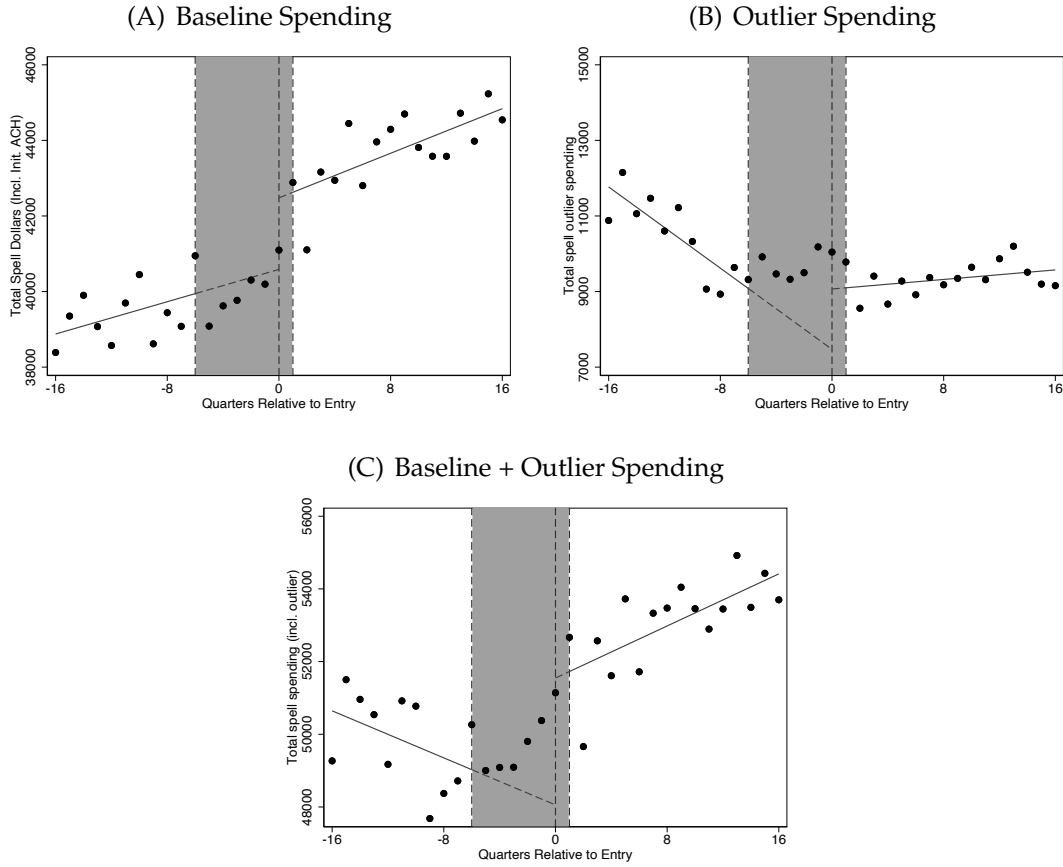 (A) Baseline Spending
Total Spell Dollars (Incl. Init. ACH)
46000
44000
42000
40000
38000
-16 -8 0 8 16
Quarters Relative to Entry
(B) Outlier Spending
Total spell outlier spending
15000
13000
11000
9000
7000
-16 -8 0 8 16
Quarters Relative to Entry
(C) Baseline + Outlier Spending
Total spell spending (incl. outlier)
56000
54000
52000
50000
48000
-16 -8 0 8 16
Quarters Relative to Entry